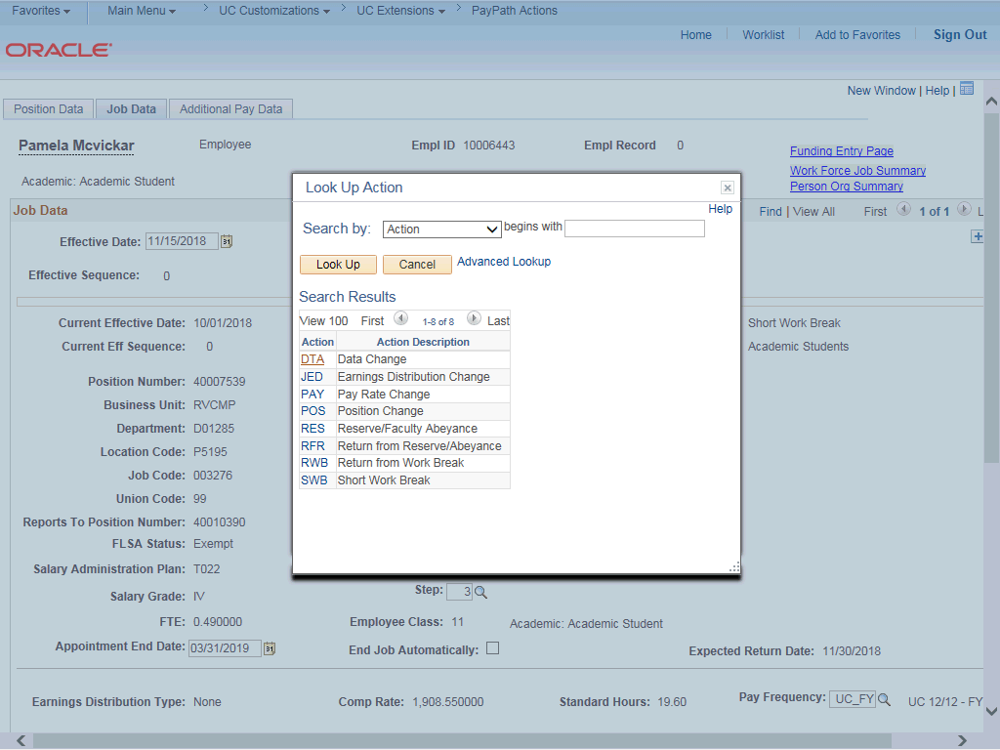 Favorites Main Menu > UC Customizations > UC Extensions > PayPath Actions
Home Worklist Add to Favorites Sign Out
ORACLE
New Window | Help |
Position Data Job Data Additional Pay Data
Pamela Mcvickar Employee Empl ID 10006443 Empl Record 0
Funding Entry Page
Work Force Job Summary
Person Org Summary
Academic: Academic Student
Job Data Find | View All First 1 of 1 L
Effective Date: 11/15/2018
Effective Sequence: 0
Current Effective Date: 10/01/2018 Short Work Break
Current Eff Sequence: 0 Academic Students
Position Number: 40007539
Business Unit: RVCMP
Department: D01285
Location Code: P5195
Job Code: 003276
Union Code: 99
Reports To Position Number: 40010390
FLSA Status: Exempt
Salary Administration Plan: T022
Salary Grade: IV Step: 3
FTE: 0.490000 Employee Class: 11 Academic: Academic Student
Appointment End Date: 03/31/2019 End Job Automatically: Expected Return Date: 11/30/2018
Earnings Distribution Type: None Comp Rate: 1,908.550000 Standard Hours: 19.60 Pay Frequency: UC_FY UC 12/12 - FY
Look Up Action
Help
Search by: Action begins with
Look Up Cancel Advanced Lookup
Search Results
View 100 First 1-8 of 8 Last
Action Action Description
DTA Data Change
JED Earnings Distribution Change
PAY Pay Rate Change
POS Position Change
RES Reserve/Faculty Abeyance
RFR Return from Reserve/Abeyance
RWB Return from Work Break
SWB Short Work Break